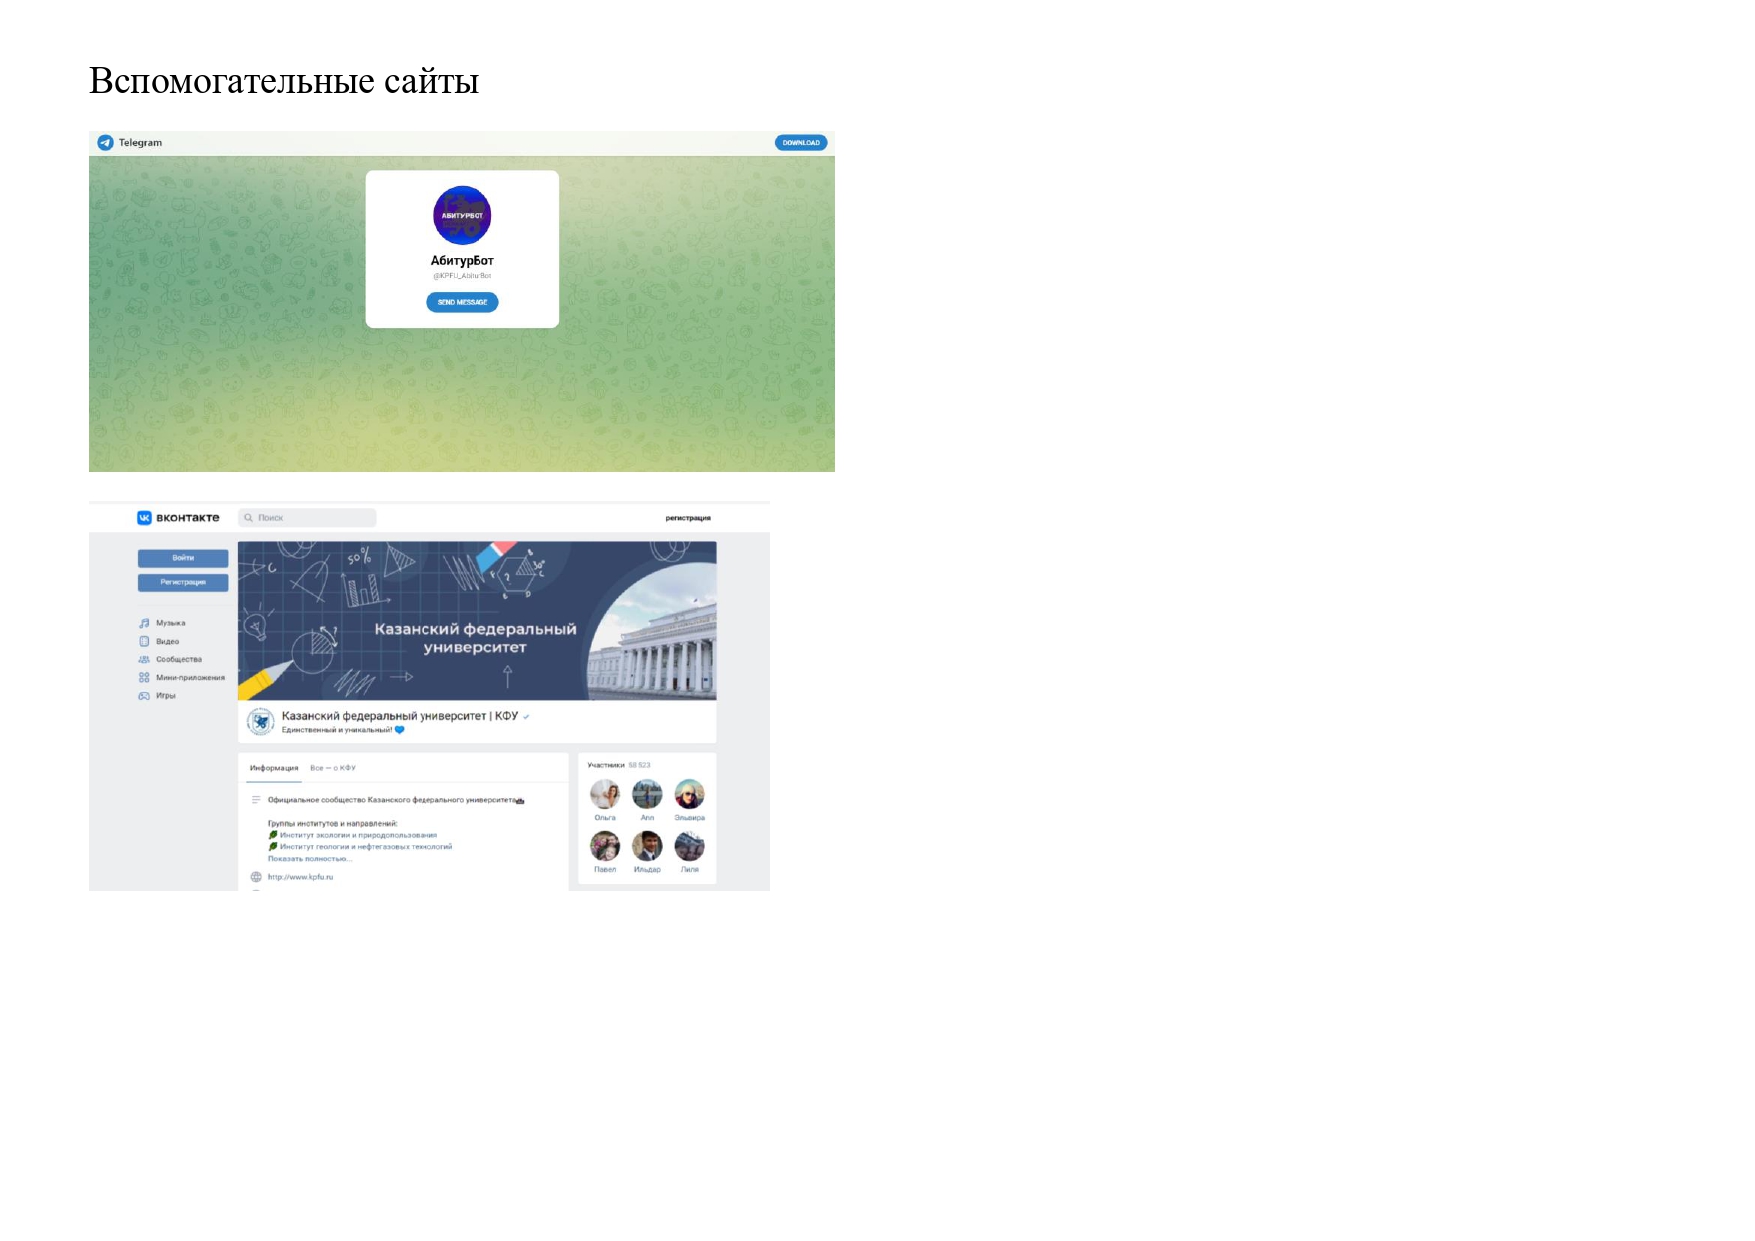 Вспомогательные сайты
Telegram
DOWNLOAD
АБИТУРБОТ
АбитурБот
@KPFU_AbiturBot
SEND MESSAGE
вконтакте
Поиск
регистрация
Войти
Регистрация
Музыка
Видео
Сообщества
Мини-приложения
Игры
50%
Казанский федеральный
университет
Казанский федеральный университет | КФУ
Единственный и уникальный!
Информация
Все — о КФУ
Официальное сообщество Казанского федерального университета
Группы институтов и направлений:
Институт экологии и природопользования
Институт геологии и нефтегазовых технологий
Показать полностью...
http://www.kpfu.ru
Участники
Ольга
Эльвира
Павел
Ильдар
Лиля